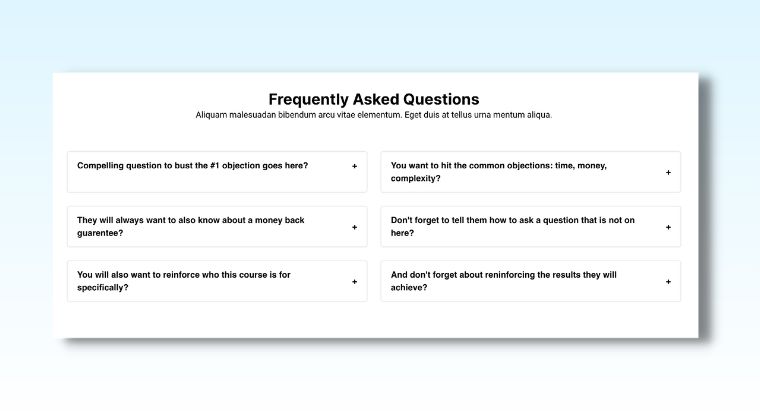 Frequently Asked Questions
Aliquam malesuadan bibendum arcu vitae elementum. Eget duis at tellus urna mentum aliqua.
Compelling question to bust the #1 objection goes here?
+
You want to hit the common objections: time, money,
complexity?
+
They will always want to also know about a money back
guarentee?
+
Don't forget to tell them how to ask a question that is not on
here?
+
You will also want to reinforce who this course is for
specifically?
+
And don't forget about reninforcing the results they will
achieve?
+